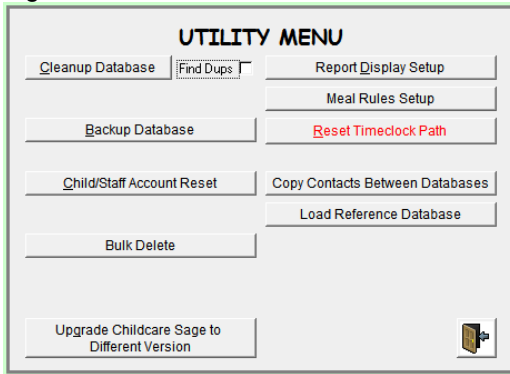 UTILITY MENU
Cleanup Database Find Dups Report Display Setup
Meal Rules Setup
Backup Database Reset Timeclock Path
Child/Staff Account Reset Copy Contacts Between Databases
Load Reference Database
Bulk Delete
Upgrade Childcare Sage to
Different Version